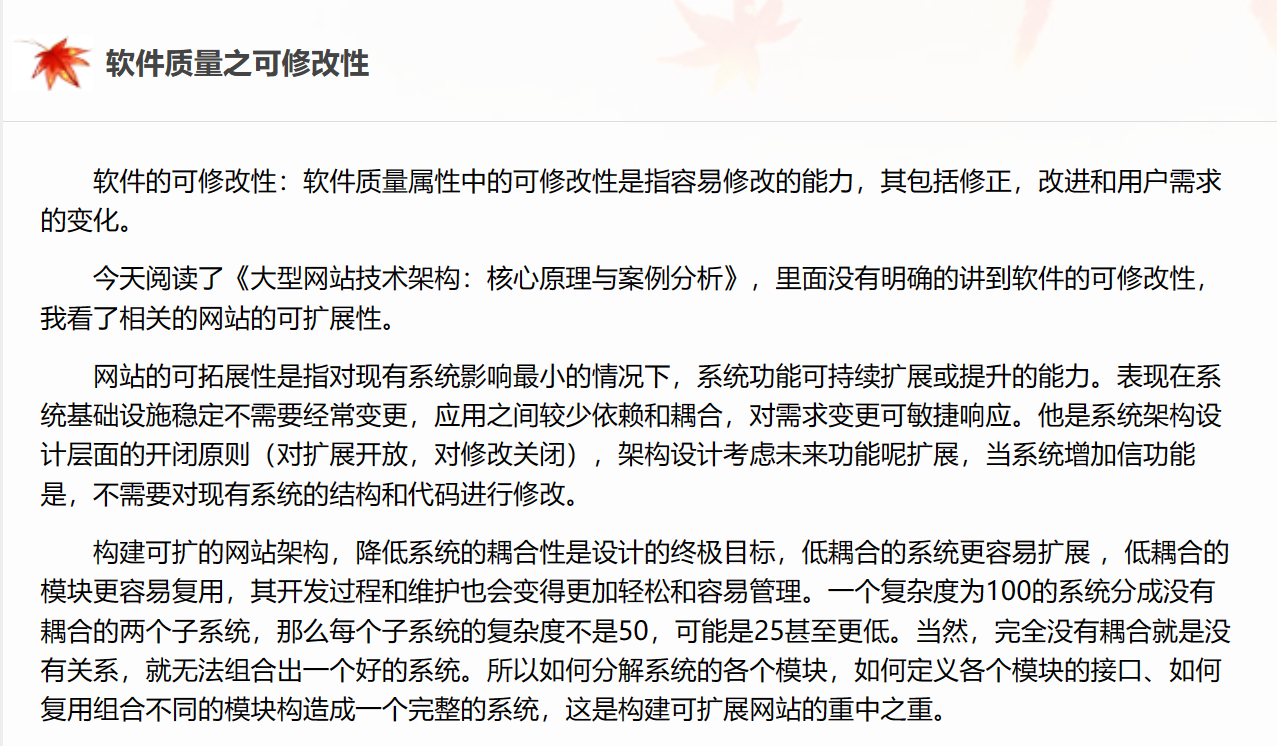 软件质量之可修改性
软件的可修改性：软件质量属性中的可修改性是指容易修改的能力，其包括修正，改进和用户需求
的变化。
今天阅读了《大型网站技术架构：核心原理与案例分析》，里面没有明确的讲到软件的可修改性，
我看了相关的网站的可扩展性。
网站的可拓展性是指对现有系统影响最小的情况下，系统功能可持续扩展或提升的能力。表现在系
统基础设施稳定不需要经常变更，应用之间较少依赖和耦合，对需求变更可敏捷响应。他是系统架构设
计层面的开闭原则（对扩展开放，对修改关闭），架构设计考虑未来功能呢扩展，当系统增加信功能
是，不需要对现有系统的结构和代码进行修改。
构建可扩的网站架构，降低系统的耦合性是设计的终极目标，低耦合的系统更容易扩展 ，低耦合的
模块更容易复用，其开发过程和维护也会变得更加轻松和容易管理。一个复杂度为100的系统分成没有
耦合的两个子系统，那么每个子系统的复杂度不是50，可能是25甚至更低。当然，完全没有耦合就是没
有关系，就无法组合出一个好的系统。所以如何分解系统的各个模块，如何定义各个模块的接口、如何
复用组合不同的模块构造成一个完整的系统，这是构建可扩展网站的重中之重。